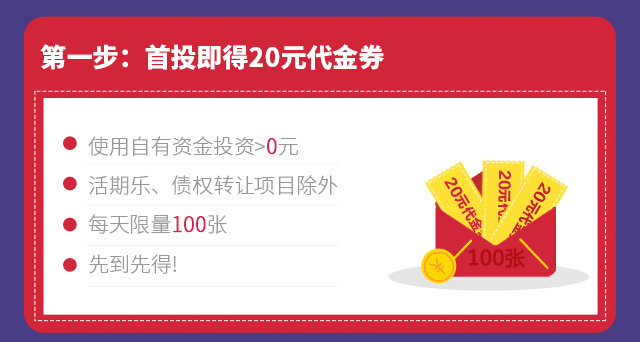 第一步：首投即得20元代金券
使用自有资金投资>0元
活期乐、债权转让项目除外
每天限量100张
先到先得!
20元代金
20元代
20元代金
100张